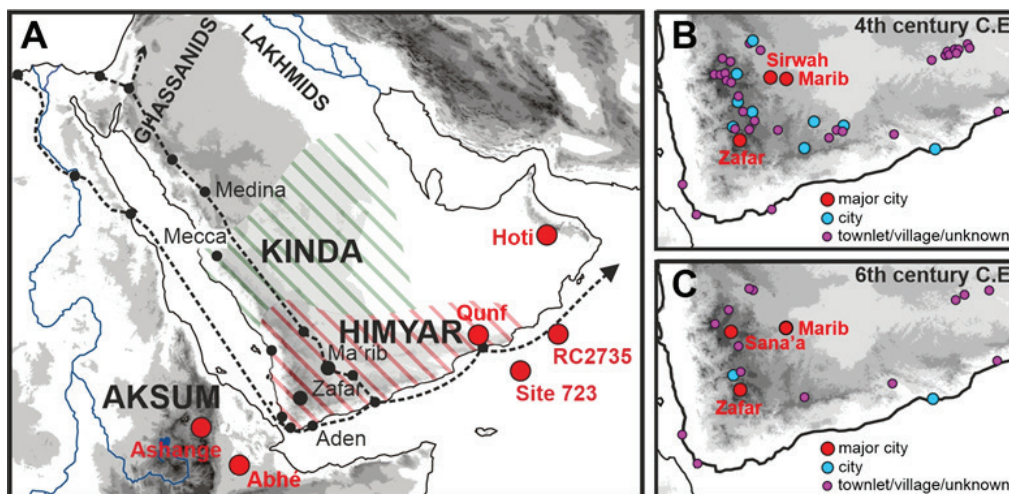 A
GHASSANIDS
LAKHMIDS
Medina
Mecca
KINDA
Hoti
HIMYAR
Qunf
Ma'rib
RC2735
Zafar
Site 723
AKSUM
Aden
Ashange
Abhé
B
4th century C.E
Sirwah
Marib
Zafar
major city
city
townlet/village/unknown
C
6th century C.E
Marib
Sana'a
Zafar
major city
city
townlet/village/unknown